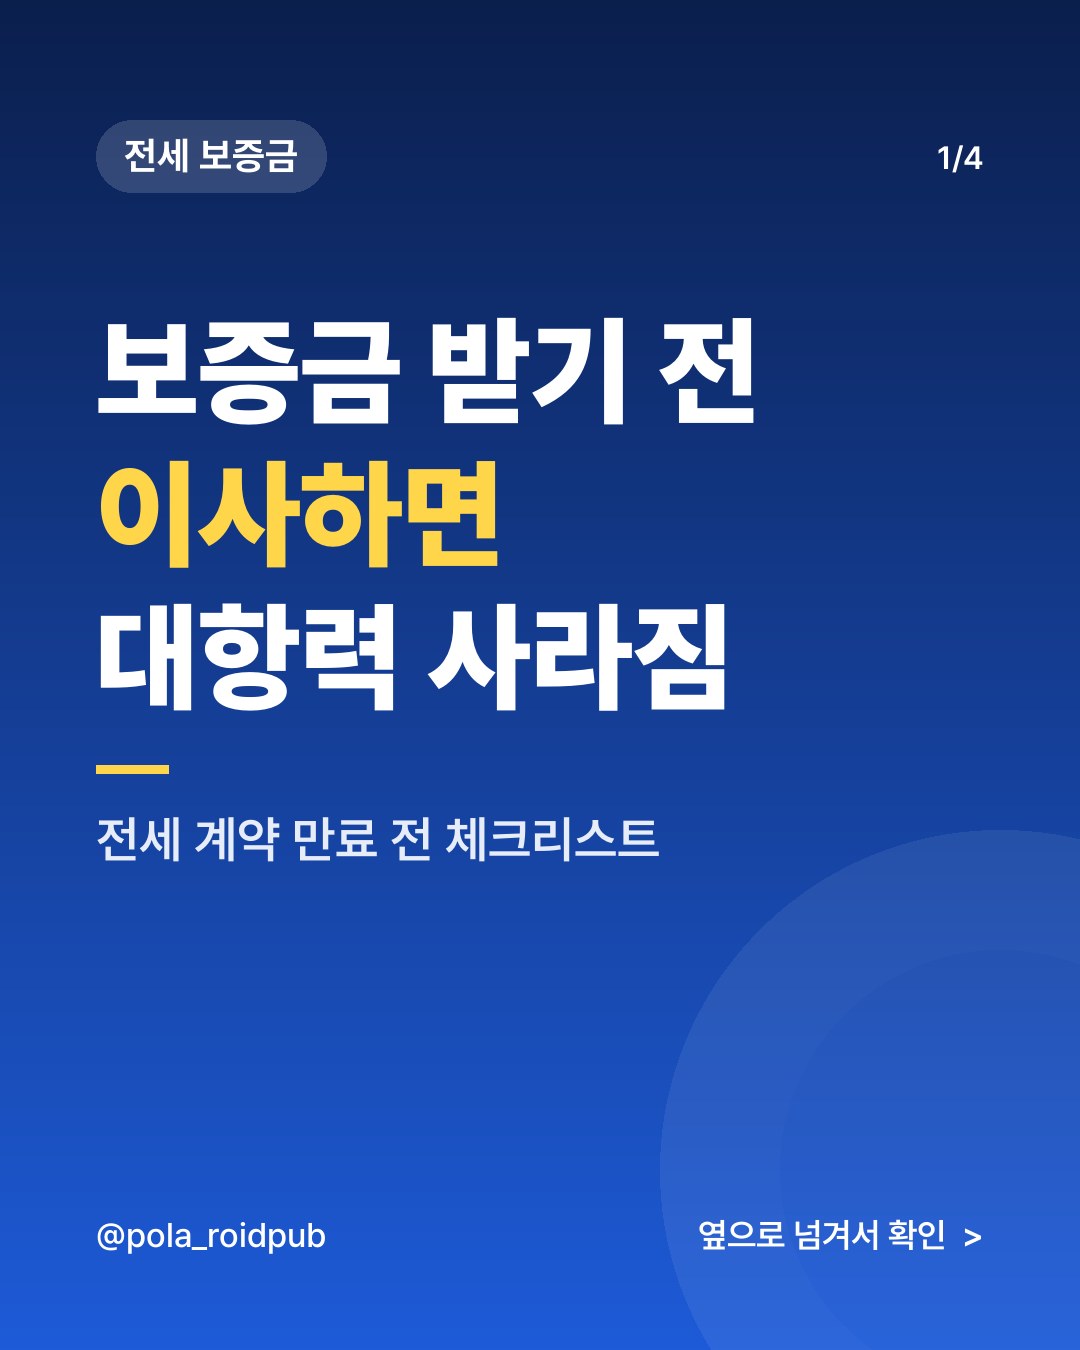 전세 보증금
1/4
보증금 받기 전
이사하면
대항력 사라짐
전세 계약 만료 전 체크리스트
@pola_roidpub
옆으로 넘겨서 확인 >